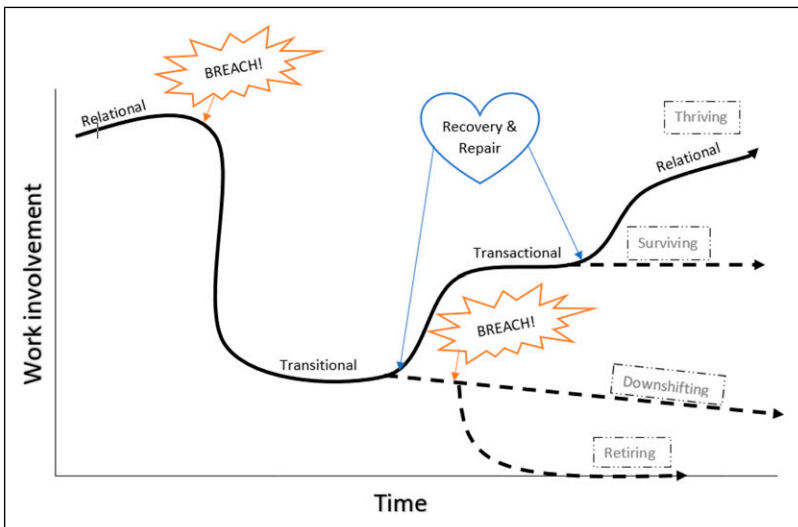 BREACH!
Relational
Recovery &
Repair
Thriving
Relational
Transactional
Surviving
BREACH!
Transitional
Downshifting
Retiring
Work involvement
Time